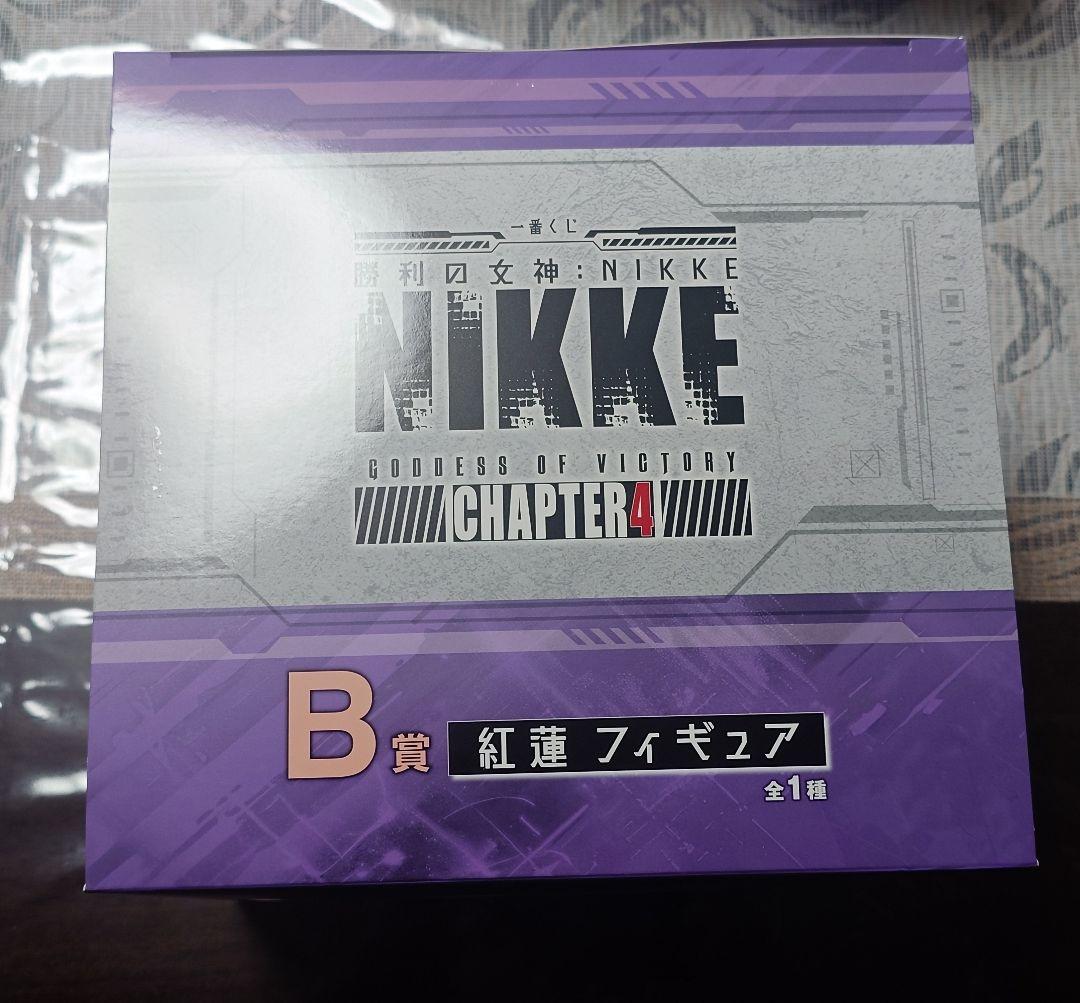 一番くじ
勝利の女神：NIKKE
NIKKE
GODDESS OF VICTORY
CHAPTER4
B賞 紅蓮 フィギュア
全1種